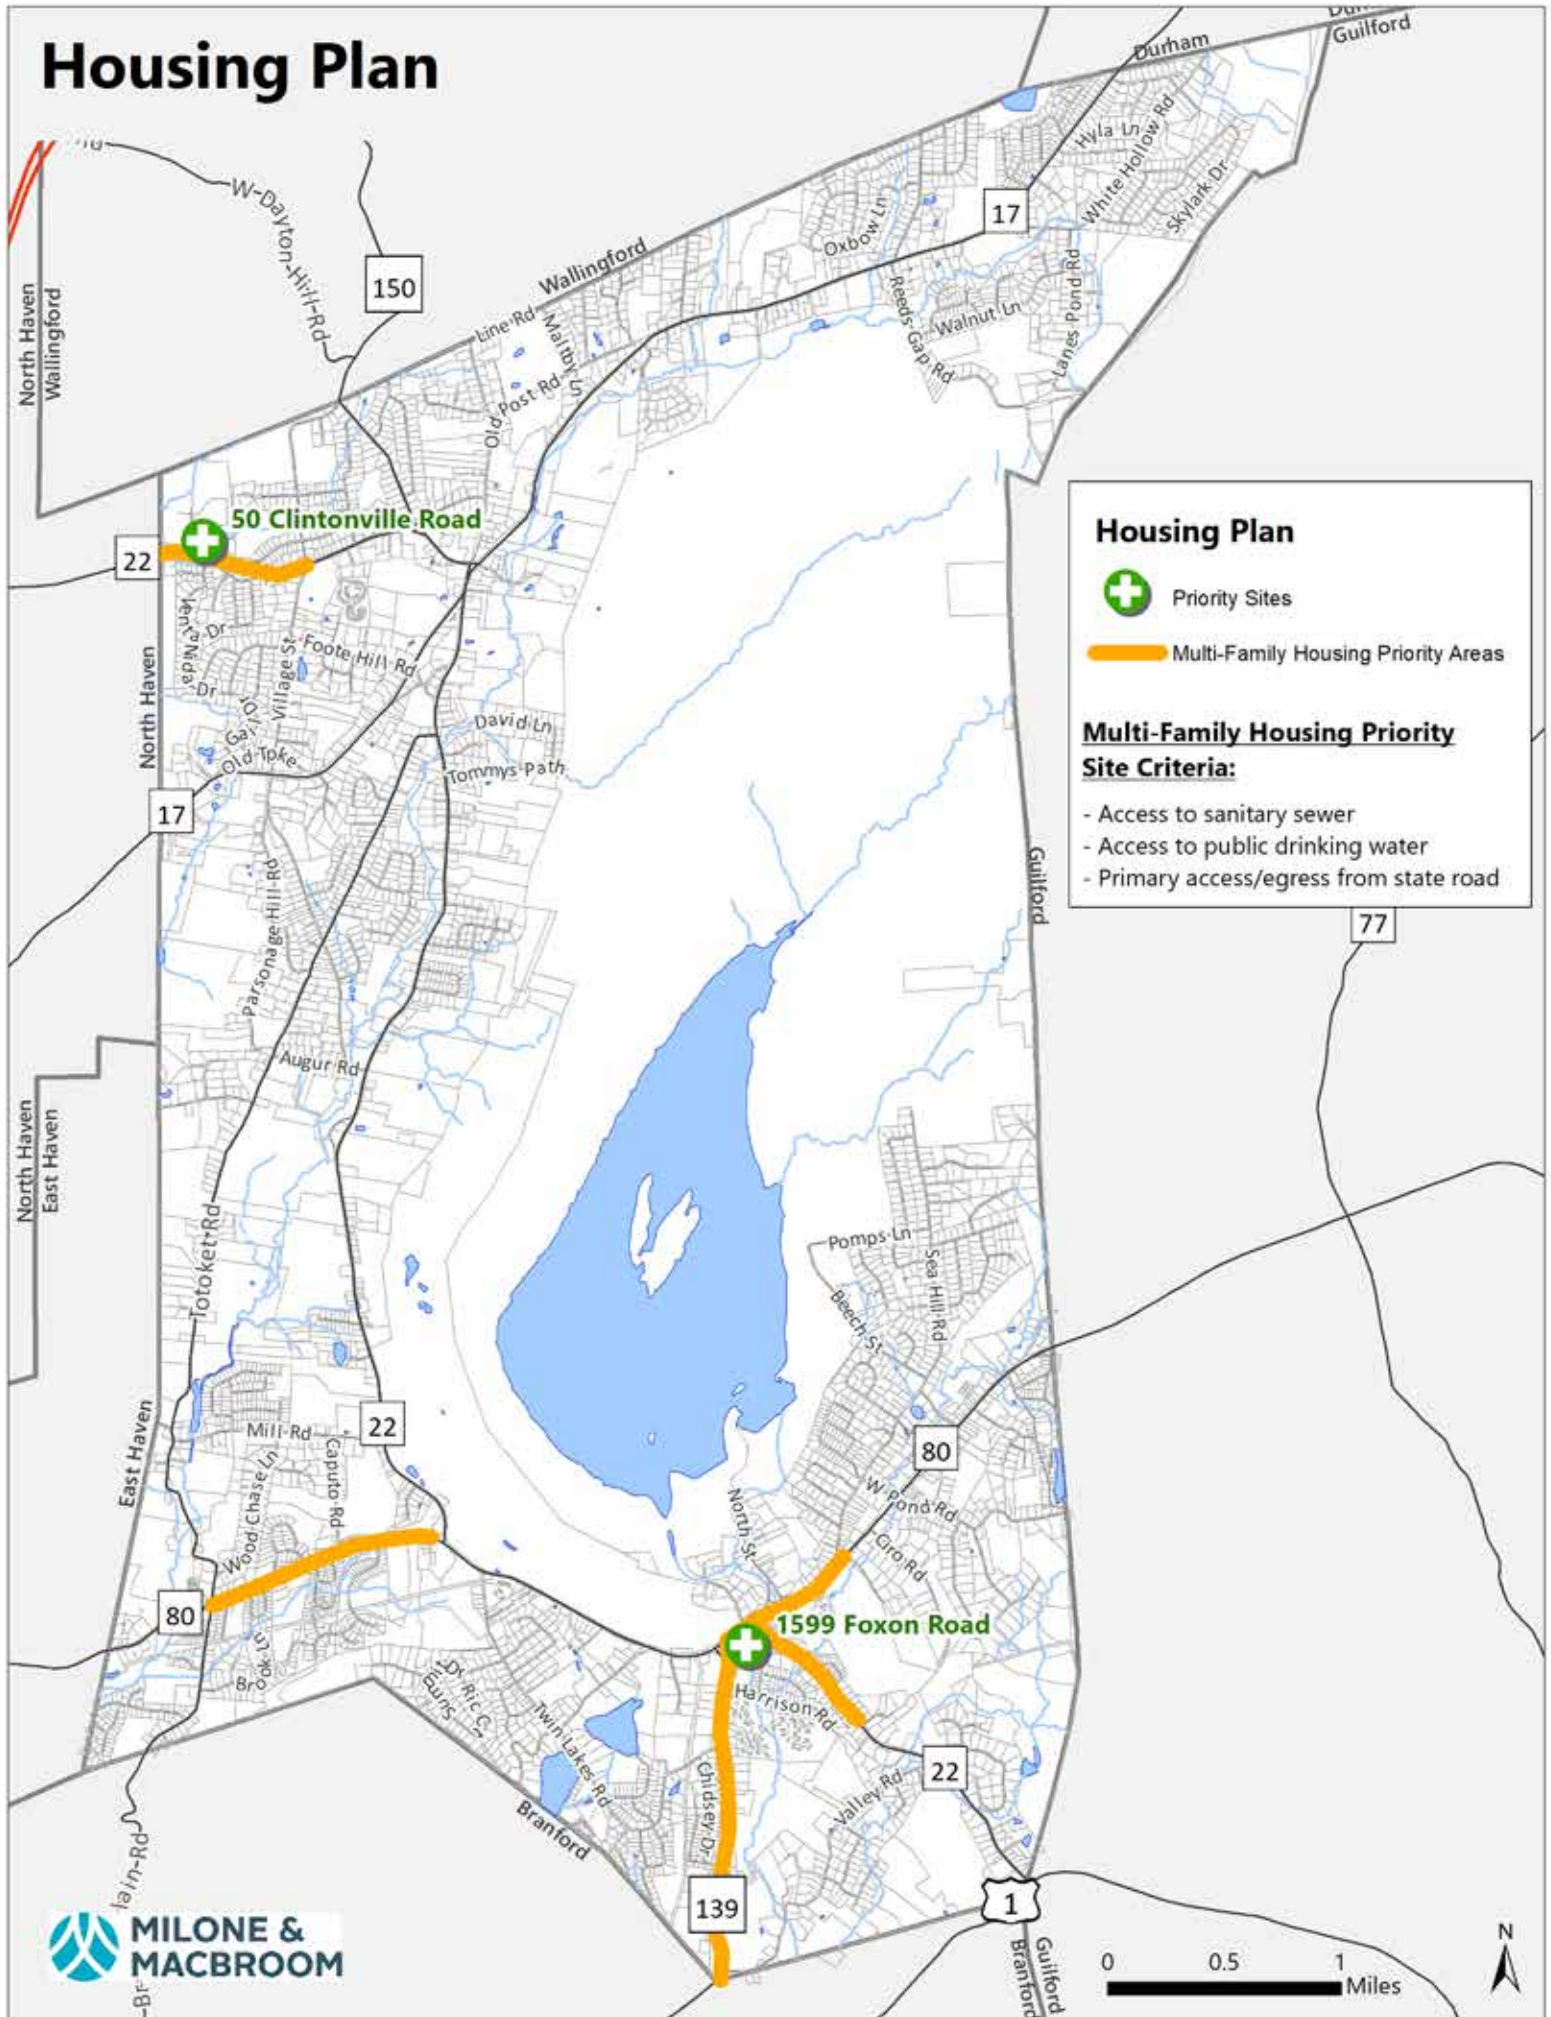 Housing Plan
Durham
Guilford
W-Dayton-Hill-Rd
150
17
Hyla Ln
White Hollow Rd
Skylark Dr
Oxbow Ln
Wallingford
North Haven
Wallingford
Line Rd
Maltby Ln
Old Post Rd
Reeds Gap Rd
Walnut Ln
Lanes Pond Rd
50 Clintonville Road
22
Housing Plan
Priority Sites
Multi-Family Housing Priority Areas
Multi-Family Housing Priority
Site Criteria:
- Access to sanitary sewer
- Access to public drinking water
- Primary access/egress from state road
Dr
Nida Dr
Village St
Foote Hill Rd
North Haven
Gail Dr
Old Tpke
David Ln
Tommys Path
17
Parsonage Hill Rd
Guilford
77
Augur Rd
North Haven
East Haven
Totoket Rd
Pomps Ln
Sea Hill Rd
Beech St
East Haven
Mill Rd
22
Caputo Rd
Wood Chase Ln
80
North St
W Pond Rd
Ciro Rd
80
1599 Foxon Road
Brook Ln
Twin Lakes Rd
Harrison Rd
Chidsey Dr
Valley Rd
22
Branford
139
1
Guilford
Branford
MILONE &
MACBROOM
0 0.5 1
Miles
N